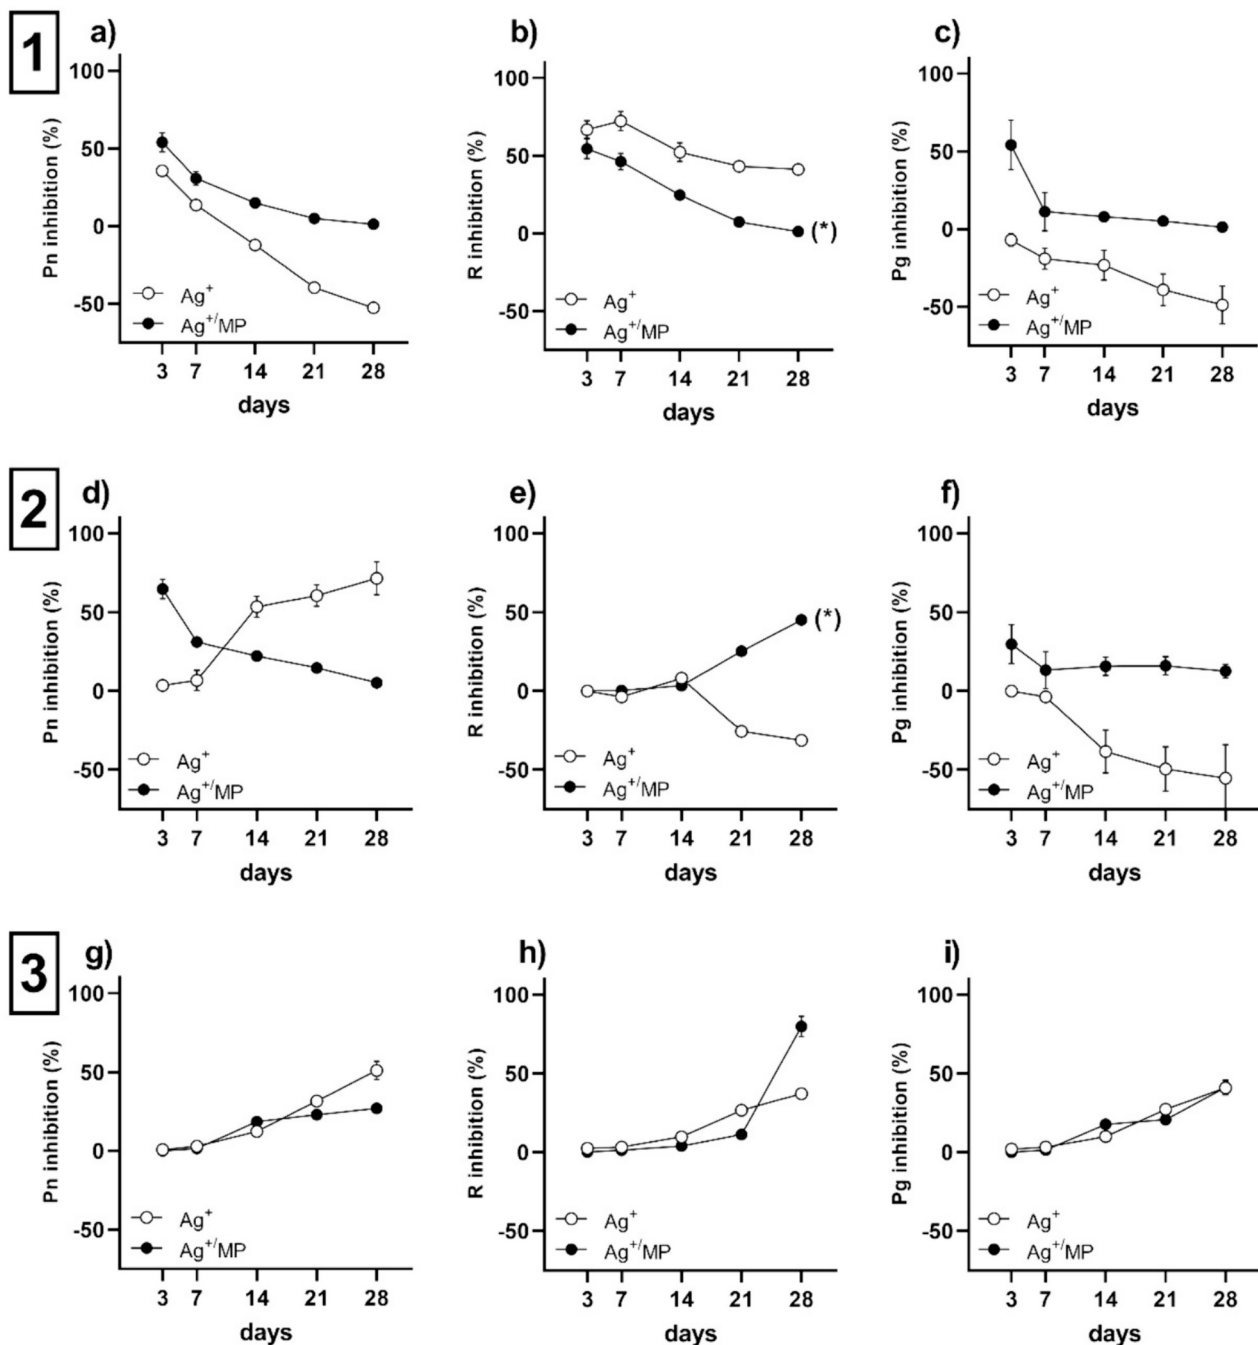 1
a)
Pn inhibition (%)
100
50
0
-50
Ag⁺
Ag⁺/MP
3 7 14 21 28
days
b)
R inhibition (%)
100
50
0
-50
(*)
Ag⁺
Ag⁺/MP
3 7 14 21 28
days
c)
Pg inhibition (%)
100
50
0
-50
Ag⁺
Ag⁺/MP
3 7 14 21 28
days
2
d)
Pn inhibition (%)
100
50
0
-50
Ag⁺
Ag⁺/MP
3 7 14 21 28
days
e)
R inhibition (%)
100
50
0
-50
(*)
Ag⁺
Ag⁺/MP
3 7 14 21 28
days
f)
Pg inhibition (%)
100
50
0
-50
Ag⁺
Ag⁺/MP
3 7 14 21 28
days
3
g)
Pn inhibition (%)
100
50
0
-50
Ag⁺
Ag⁺/MP
3 7 14 21 28
days
h)
R inhibition (%)
100
50
0
-50
Ag⁺
Ag⁺/MP
3 7 14 21 28
days
i)
Pg inhibition (%)
100
50
0
-50
Ag⁺
Ag⁺/MP
3 7 14 21 28
days